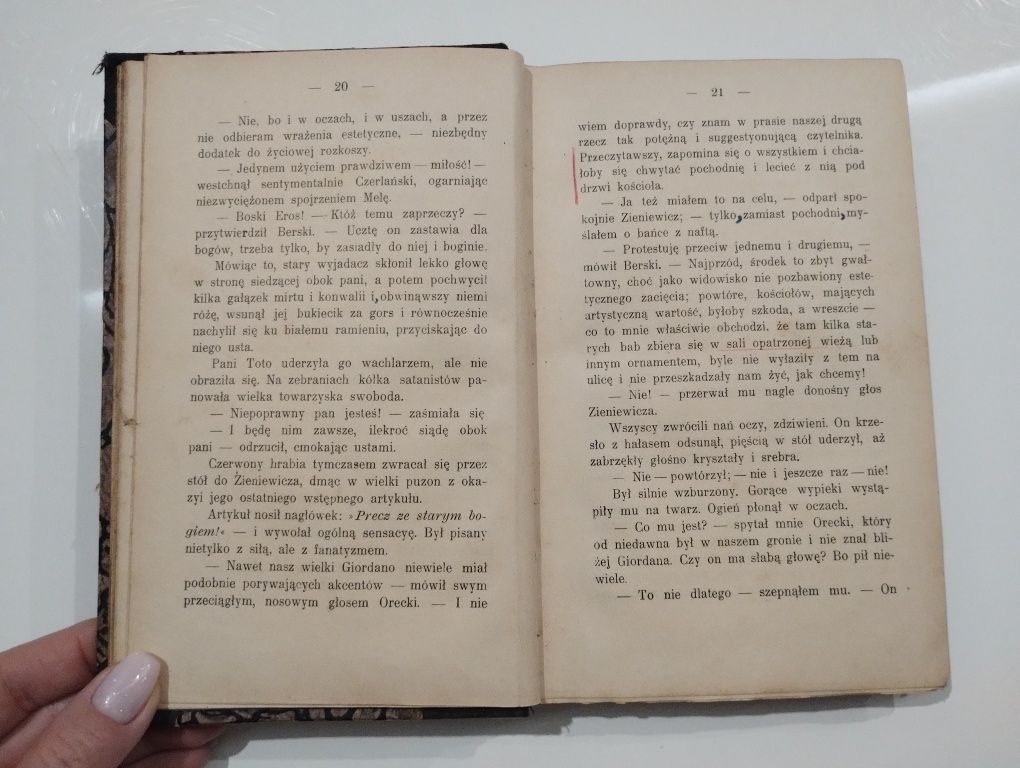 — 20 —
— Nie, bo i w oczach, i w uszach, a przez
nie odbieram wrażenia estetyczne, — niezbędny
dodatek do życiowej rozkoszy.
— Jedynem użyciem prawdziwem — miłość! —
westchnął sentymentalnie Czerlański, ogarniając
niezwyciężonem spojrzeniem Melę.
— Boski Eros! — Któż temu zaprzeczy? —
przytwierdził Berski. — Ucztę on zastawia dla
bogów, trzeba tylko, by zasiadły do niej i boginie.
Mówiąc to, stary wyjadacz skłonił lekko głowę
w stronę siedzącej obok pani, a potem pochwycił
kilka gałązek mirtu i konwalii i, obwinąwszy niemi
różę, wsunął jej bukiecik za gors i równocześnie
nachylił się ku białemu ramieniu, przyciskając do
niego usta.
Pani Toto uderzyła go wachlarzem, ale nie
obraziła się. Na zebraniach kółka satanistów pa-
nowała wielka towarzyska swoboda.
— Niepoprawny pan jesteś! — zaśmiała się
— I będę nim zawsze, ilekroć siądę obok
pani — odrzucił, cmokając ustami.
Czerwony hrabia tymczasem zwracał się przez
stół do Zieniewicza, dmąc w wielki puzon z oka-
zyi jego ostatniego wstępnego artykułu.
Artykuł nosił nagłówek: »Precz ze starym bo-
giem!« — i wywołał ogólną sensacyę. Był pisany
nietylko z siłą, ale z fanatyzmem.
— Nawet nasz wielki Giordano niewiele miał
podobnie porywających akcentów — mówił swym
przeciągłym, nosowym głosem Orecki. — I nie
— 21 —
wiem doprawdy, czy znam w prasie naszej drugą
rzecz tak potężną i suggestyonującą czytelnika.
Przeczytawszy, zapomina się o wszystkiem i chcia-
łoby się chwytać pochodnię i lecieć z nią pod
drzwi kościoła.
— Ja też miałem to na celu, — odparł spo-
kojnie Zieniewicz; — tylko, zamiast pochodni, my-
ślałem o bańce z naftą.
— Protestuję przeciw jednemu i drugiemu, —
mówił Berski. — Najprzód, środek to zbyt gwał-
towny, choć jako widowisko nie pozbawiony este-
tycznego zacięcia; powtóre, kościołów, mających
artystyczną wartość, byłoby szkoda, a wreszcie —
co to mnie właściwie obchodzi, że tam kilka sta-
rych bab zbiera się w sali opatrzonej wieżą lub
innym ornamentem, byle nie wyłaziły z tem na
ulicę i nie przeszkadzały nam żyć, jak chcemy!
— Nie! — przerwał mu nagle donośny głos
Zieniewicza.
Wszyscy zwrócili nań oczy, zdziwieni. On krze-
sło z hałasem odsunął, pięścią w stół uderzył, aż
zabrzękły głośno kryształy i srebra.
— Nie — powtórzył; — nie i jeszcze raz — nie!
Był silnie wzburzony. Gorące wypieki wystą-
piły mu na twarz. Ogień płonął w oczach.
— Co mu jest? — spytał mnie Orecki, który
od niedawna był w naszem gronie i nie znał bli-
żej Giordana. Czy on ma słabą głowę? Bo pił nie-
wiele.
— To nie dlatego — szepnąłem mu. — On